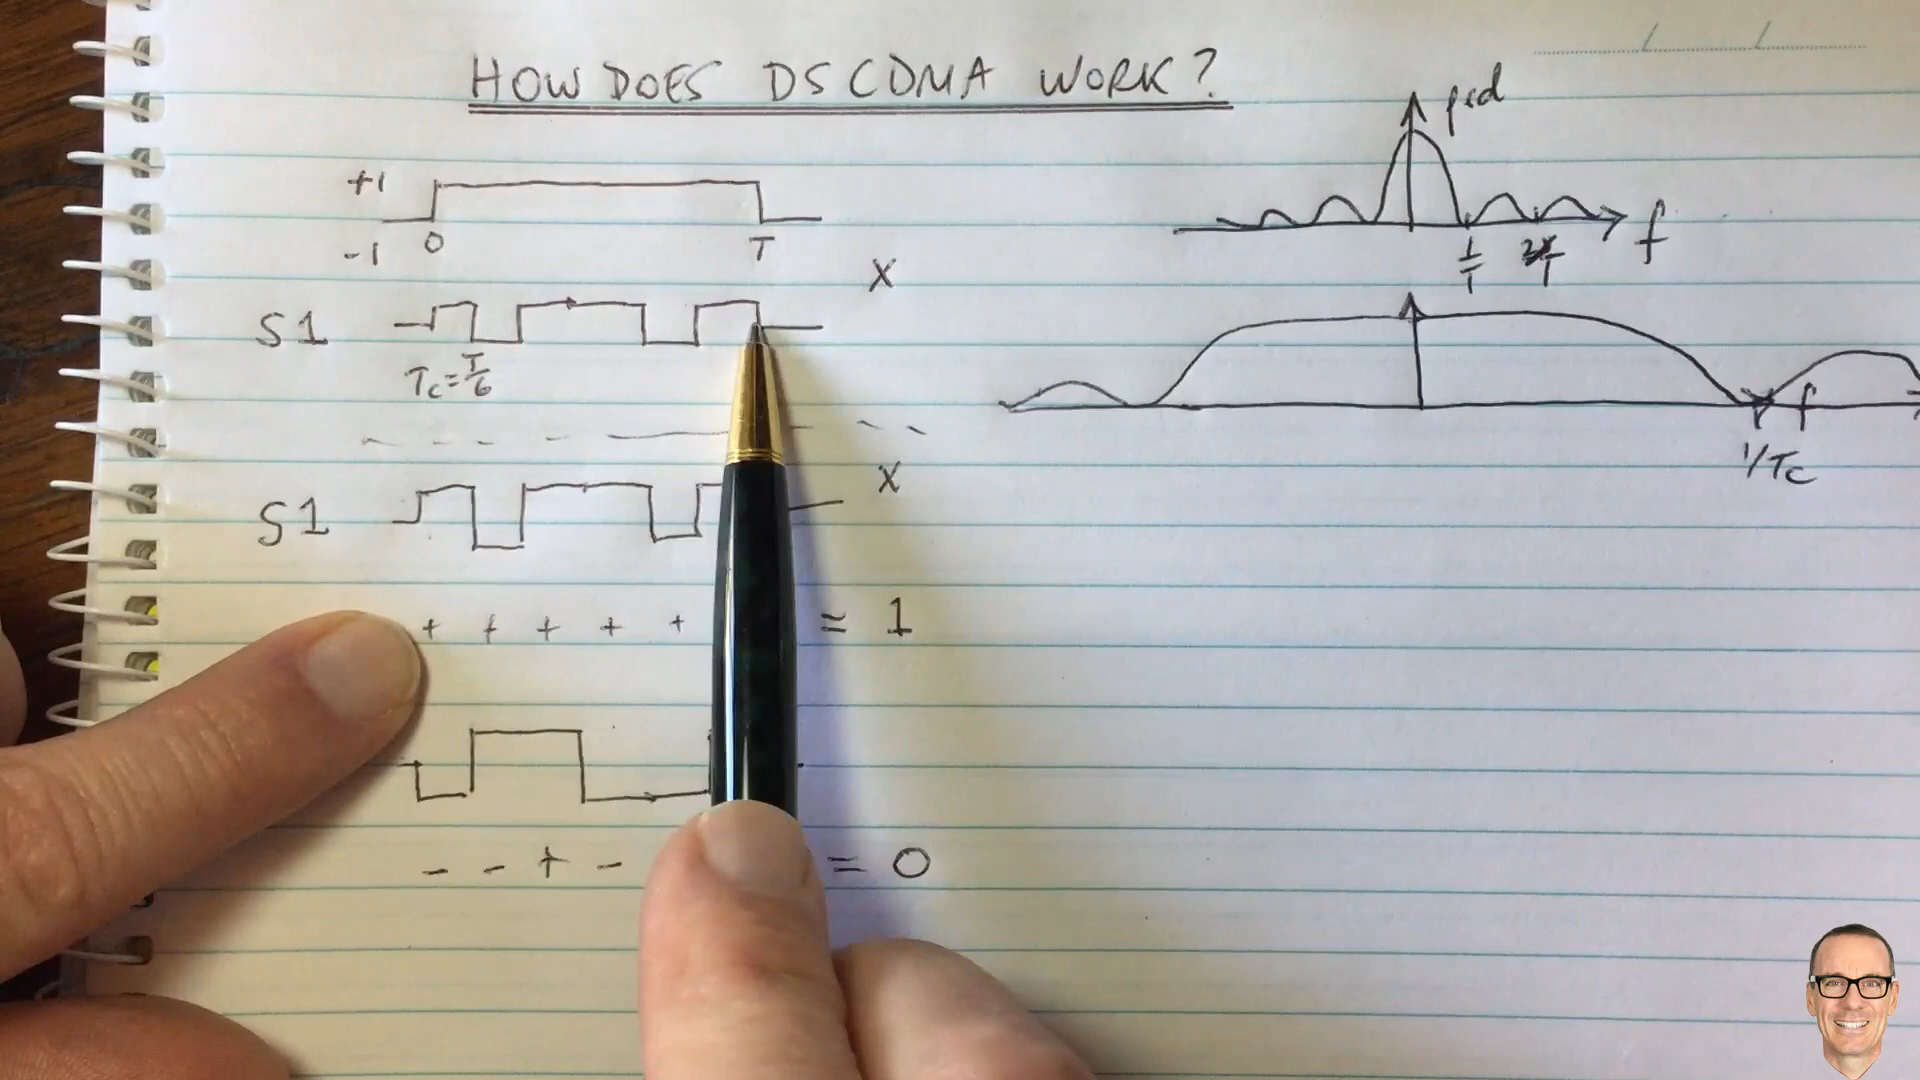 HOW DOES DS CDMA WORK?
psd
+1
-1 0 T
X
f
1/T
S1
Tc = T/6
f
1/Tc
X
S1
+ + + + + = 1
- - + - = 0